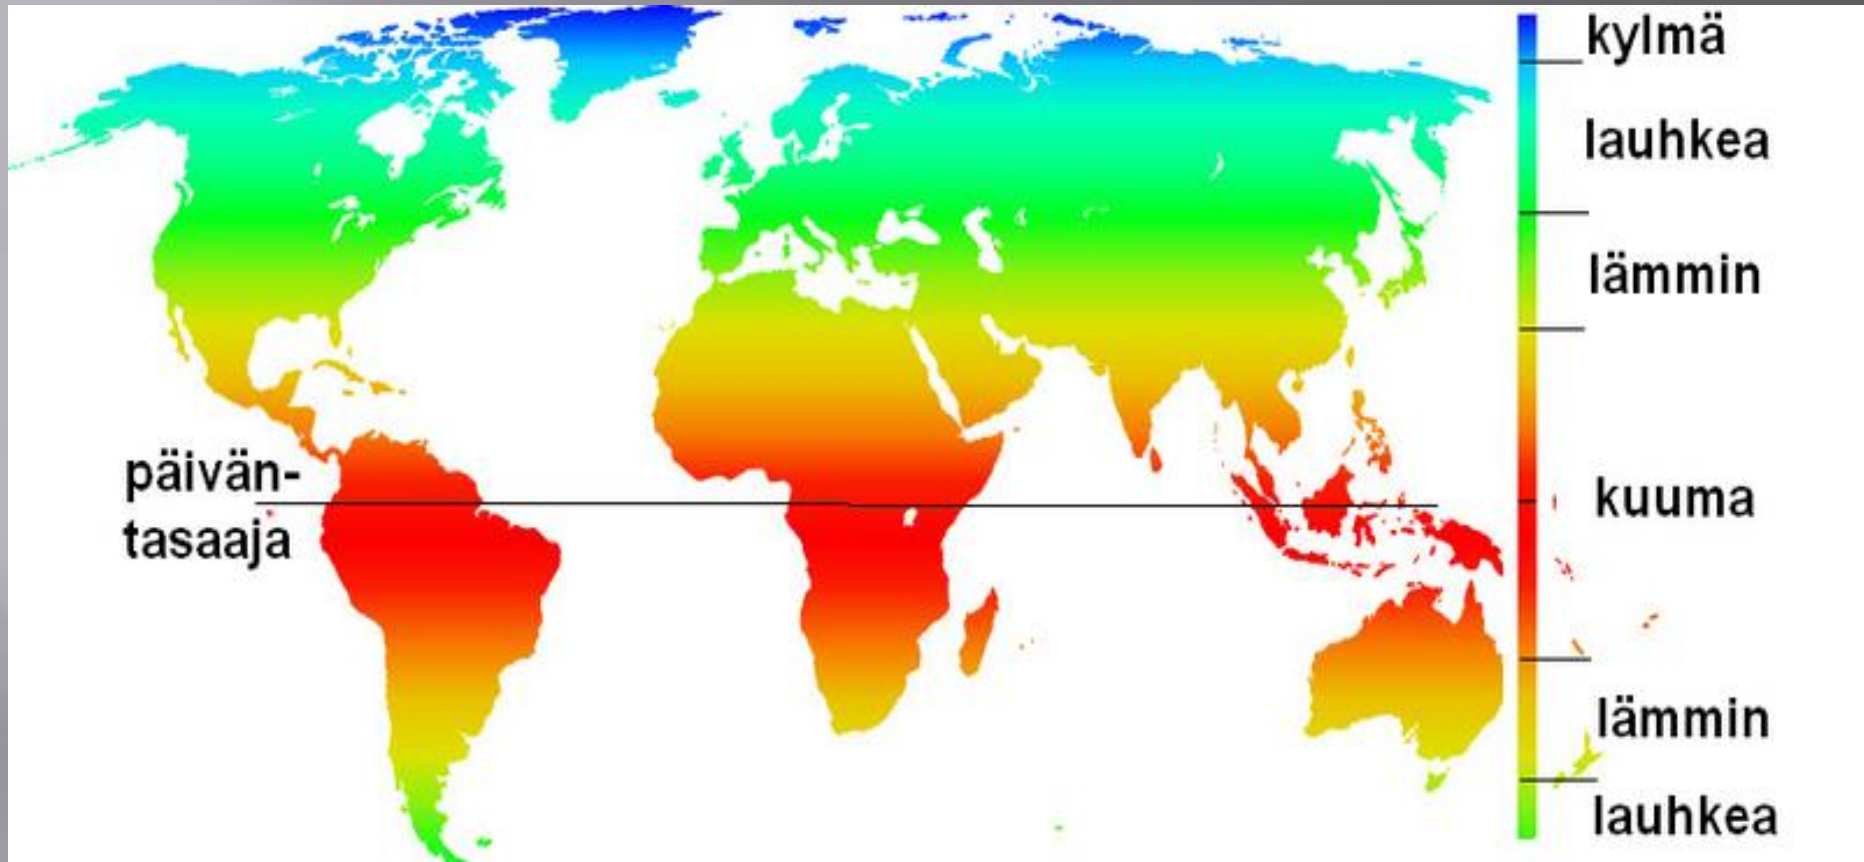 kylmä
lauhkea
lämmin
päivän-
tasaaja
kuuma
lämmin
lauhkea